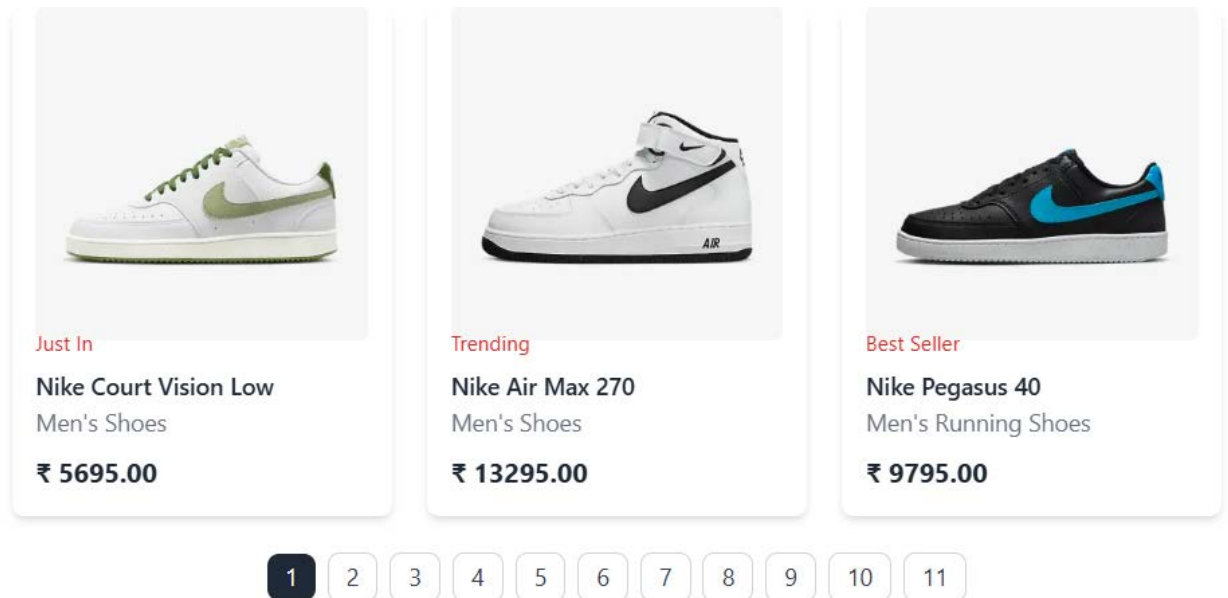 AIR
Just In
Nike Court Vision Low
Men's Shoes
₹ 5695.00
Trending
Nike Air Max 270
Men's Shoes
₹ 13295.00
Best Seller
Nike Pegasus 40
Men's Running Shoes
₹ 9795.00
1 2 3 4 5 6 7 8 9 10 11